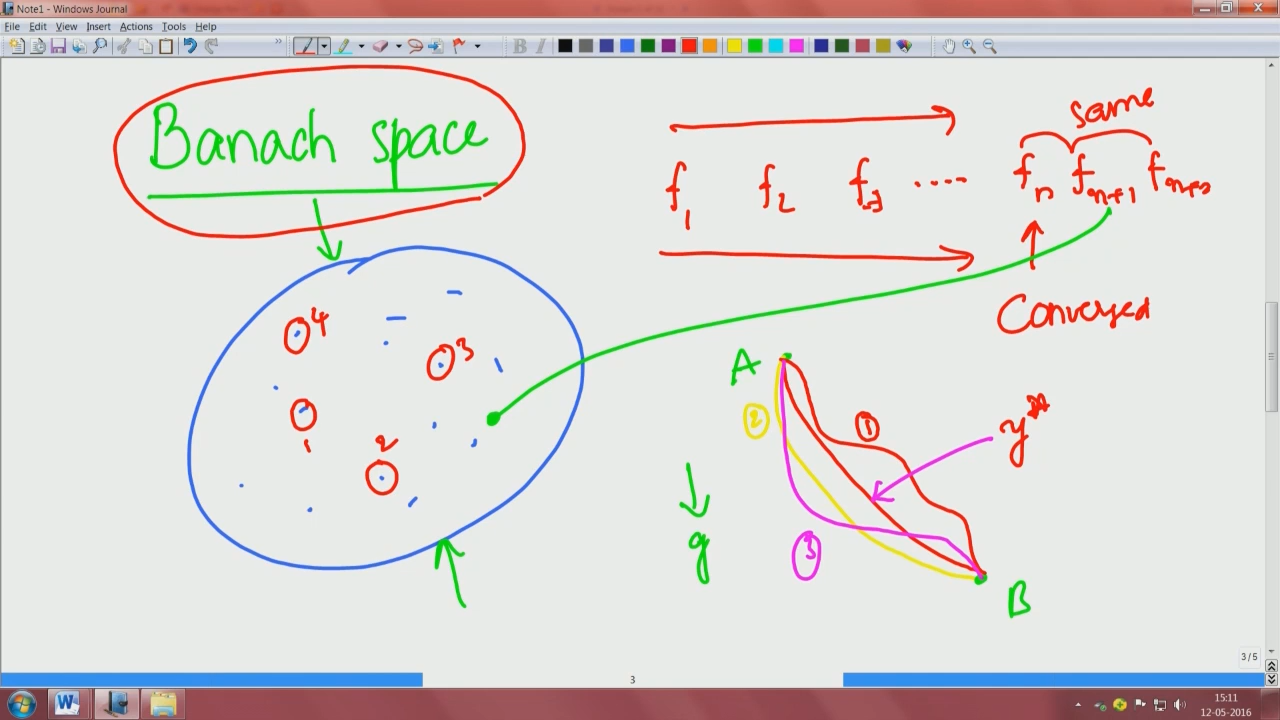 Note1 - Windows Journal
File Edit View Insert Actions Tools Help
Banach space
same
f1 f2 f3 ..... fn fn+1 fn+2
Converged
4
3
1
2
A
1
2
y*
g
3
B
3/5
3
15:11
12-05-2016